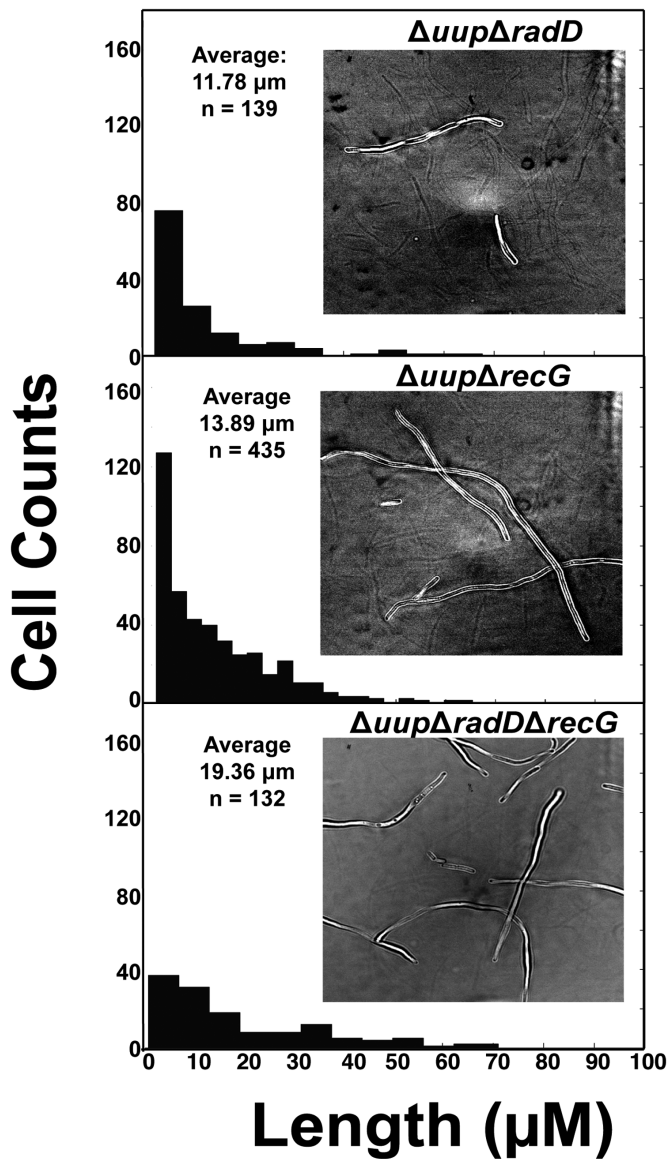 ΔuupΔradD
160
Average:
11.78 µm
n = 139
120
80
40
0
ΔuupΔrecG
160
Average
13.89 µm
n = 435
120
80
40
0
ΔuupΔradDΔrecG
160
Average
19.36 µm
n = 132
120
80
40
0
Cell Counts
0 10 20 30 40 50 60 70 80 90 100
Length (µM)